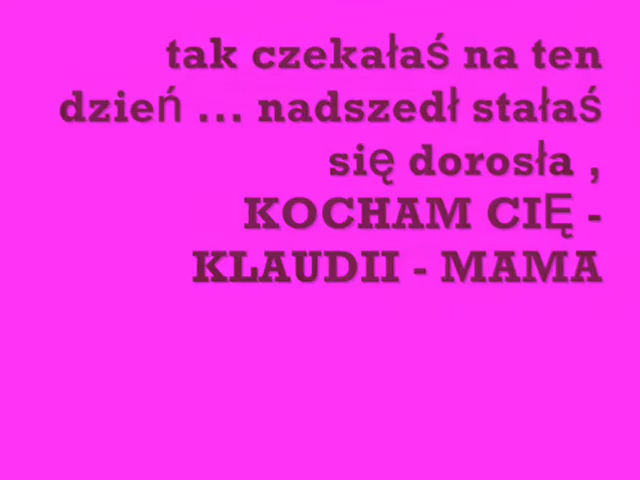 tak czekałaś na ten
dzień ... nadszedł stałaś
się dorosła ,
KOCHAM CIĘ -
KLAUDII - MAMA